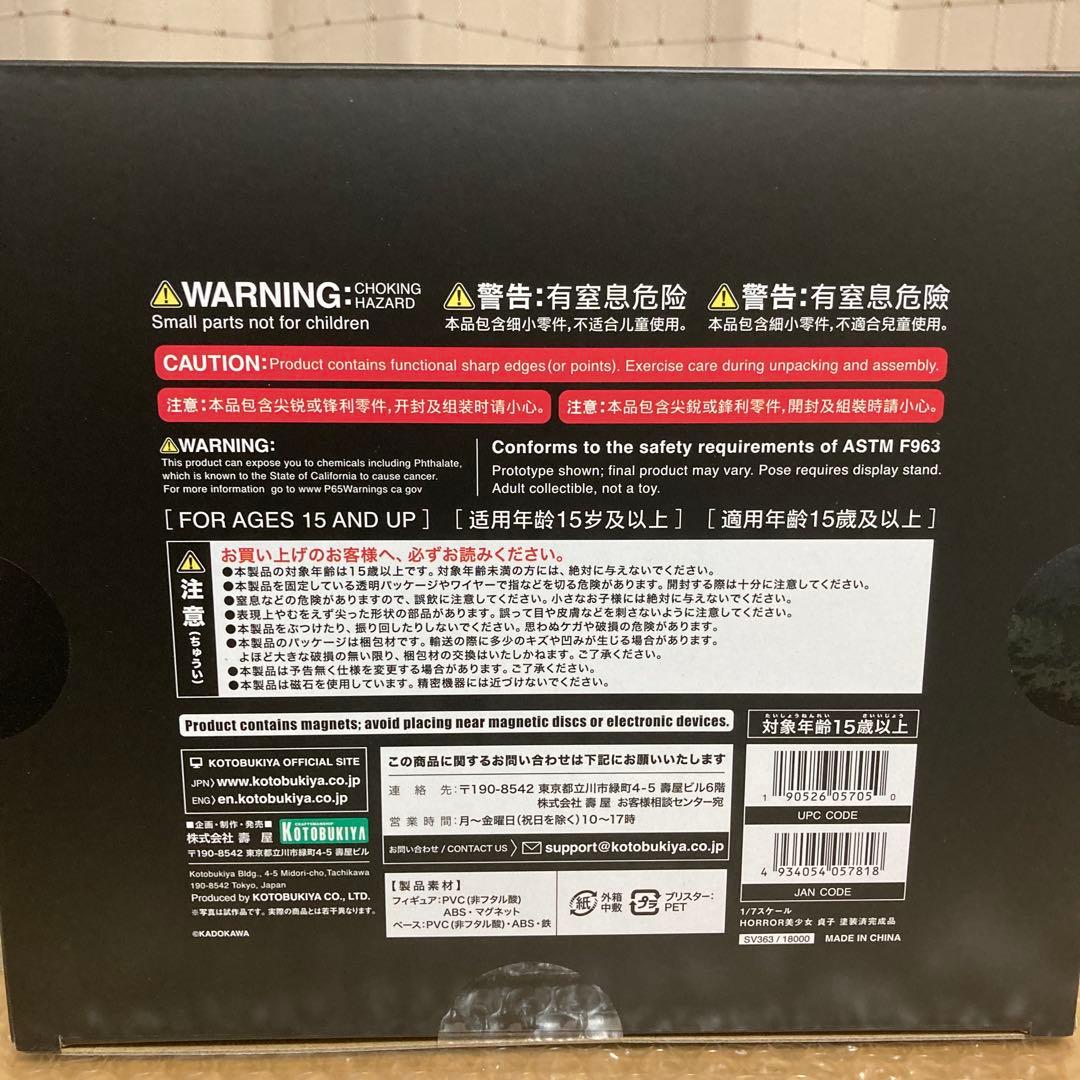 WARNING: CHOKING HAZARD
Small parts not for children
警告:有窒息危险
本品包含细小零件,不适合儿童使用。
警告:有窒息危險
本品包含細小零件,不適合兒童使用。
CAUTION: Product contains functional sharp edges (or points). Exercise care during unpacking and assembly.
注意:本品包含尖锐或锋利零件,开封及组装时请小心。
注意:本品包含尖銳或鋒利零件,開封及組裝時請小心。
WARNING:
This product can expose you to chemicals including Phthalate,
which is known to the State of California to cause cancer.
For more information go to www P65Warnings ca gov
Conforms to the safety requirements of ASTM F963
Prototype shown; final product may vary. Pose requires display stand.
Adult collectible, not a toy.
[ FOR AGES 15 AND UP ] [ 适用年龄15岁及以上 ] [ 適用年齡15歲及以上 ]
注意(ちゅうい)
お買い上げのお客様へ、必ずお読みください。
●本製品の対象年齢は15歳以上です。対象年齢未満の方には、絶対に与えないでください。
●本製品を固定している透明パッケージやワイヤーで指などを切る危険があります。開封する際は十分に注意してください。
●窒息などの危険がありますので、誤飲に注意してください。小さなお子様には絶対に与えないでください。
●表現上やむをえず尖った形状の部品があります。誤って目や皮膚などを刺さないように注意してください。
●本製品をぶつけたり、振り回したりしないでください。思わぬケガや破損の危険があります。
●本製品のパッケージは梱包材です。輸送の際に多少のキズや凹みが生じる場合があります。
よほど大きな破損の無い限り、梱包材の交換はいたしかねます。ご了承ください。
●本製品は予告無く仕様を変更する場合があります。ご了承ください。
●本製品は磁石を使用しています。精密機器には近づけないでください。
Product contains magnets; avoid placing near magnetic discs or electronic devices.
たいしょうねんれい さいいじょう
対象年齢15歳以上
KOTOBUKIYA OFFICIAL SITE
JPN〉www.kotobukiya.co.jp
ENG〉en.kotobukiya.co.jp
■企画・制作・発売■
株式会社 壽 屋
CRAFTSMANSHIP
KOTOBUKIYA
〒190-8542 東京都立川市緑町4-5 壽屋ビル
Kotobukiya Bldg., 4-5 Midori-cho,Tachikawa
190-8542 Tokyo, Japan
Produced by KOTOBUKIYA CO., LTD.
※写真は試作品です。実際の商品とは若干異なります。
©KADOKAWA
この商品に関するお問い合わせは下記にお願いいたします
連 絡 先:〒190-8542 東京都立川市緑町4-5 壽屋ビル6階
株式会社 壽 屋 お客様相談センター宛
営 業 時 間:月〜金曜日(祝日を除く)10〜17時
お問い合わせ / CONTACT US 〉 support@kotobukiya.co.jp
【製品素材】
フィギュア:PVC (非フタル酸)
ABS・マグネット
ベース:PVC (非フタル酸)・ABS・鉄
紙
外箱
中敷
プラ
ブリスター:
PET
1 90526 05705 0
UPC CODE
4 934054 057818
JAN CODE
1/7スケール
HORROR美少女 貞子 塗装済完成品
SV363 / 18000
MADE IN CHINA